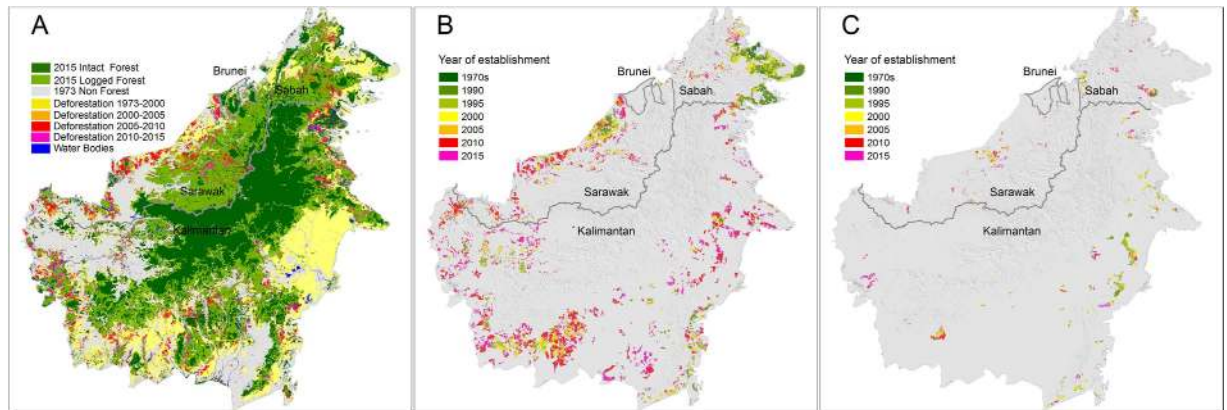 A
2015 Intact Forest
2015 Logged Forest
1973 Non Forest
Deforestation 1973-2000
Deforestation 2000-2005
Deforestation 2005-2010
Deforestation 2010-2015
Water Bodies
Brunei
Sabah
Sarawak
Kalimantan
B
Year of establishment
1970s
1990
1995
2000
2005
2010
2015
Brunei
Sabah
Sarawak
Kalimantan
C
Year of establishment
1970s
1990
1995
2000
2005
2010
2015
Brunei
Sabah
Sarawak
Kalimantan